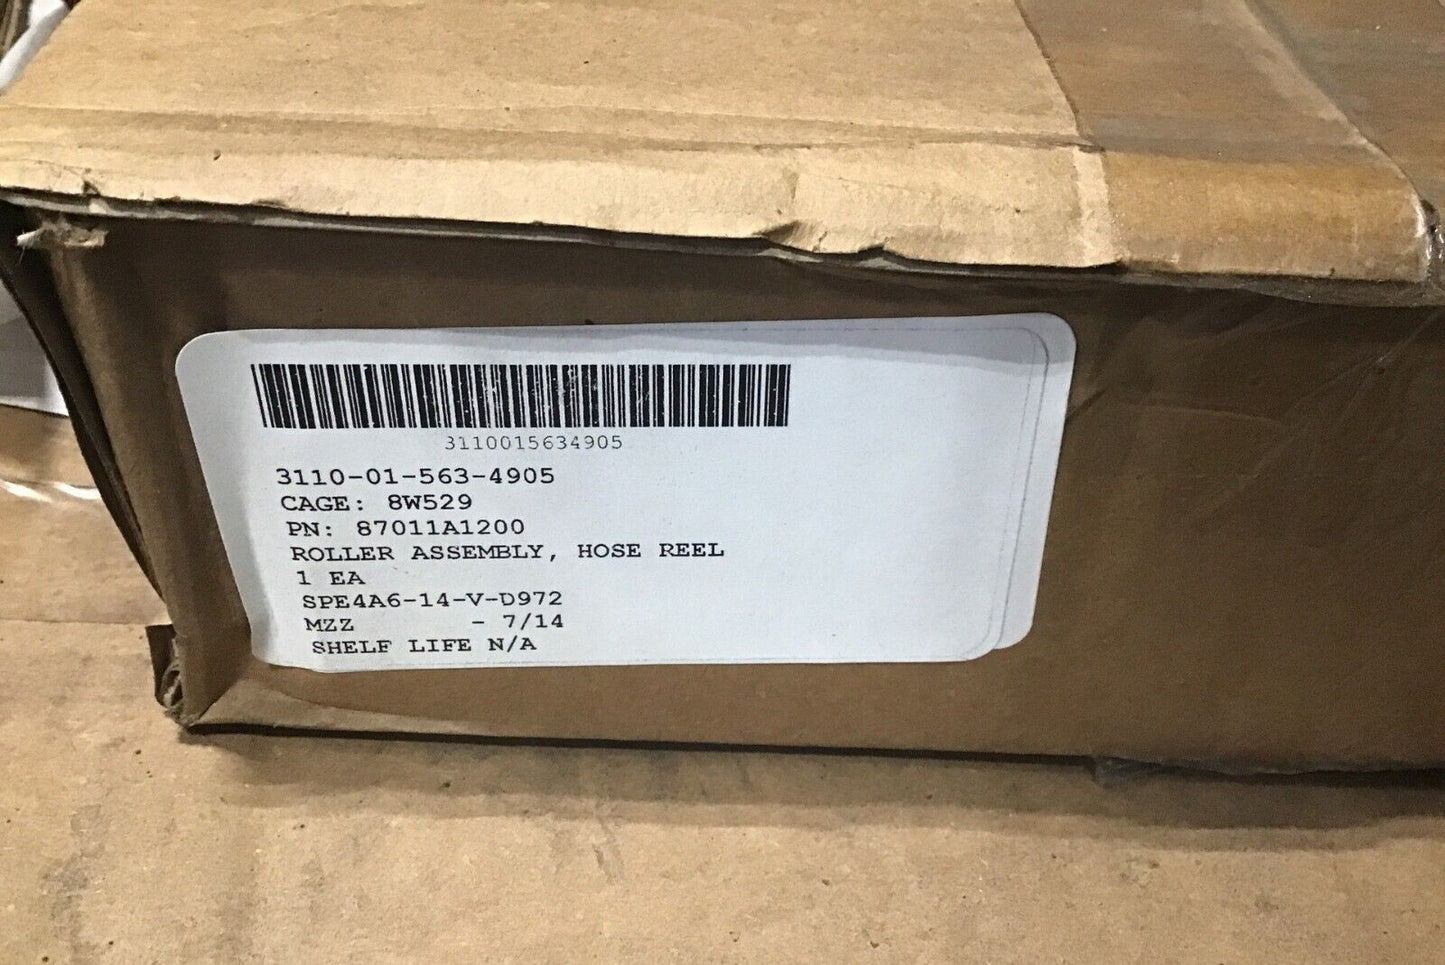 3110015634905
3110-01-563-4905
CAGE: 8W529
PN: 87011A1200
ROLLER ASSEMBLY, HOSE REEL
1 EA
SPE4A6-14-V-D972
MZZ - 7/14
SHELF LIFE N/A